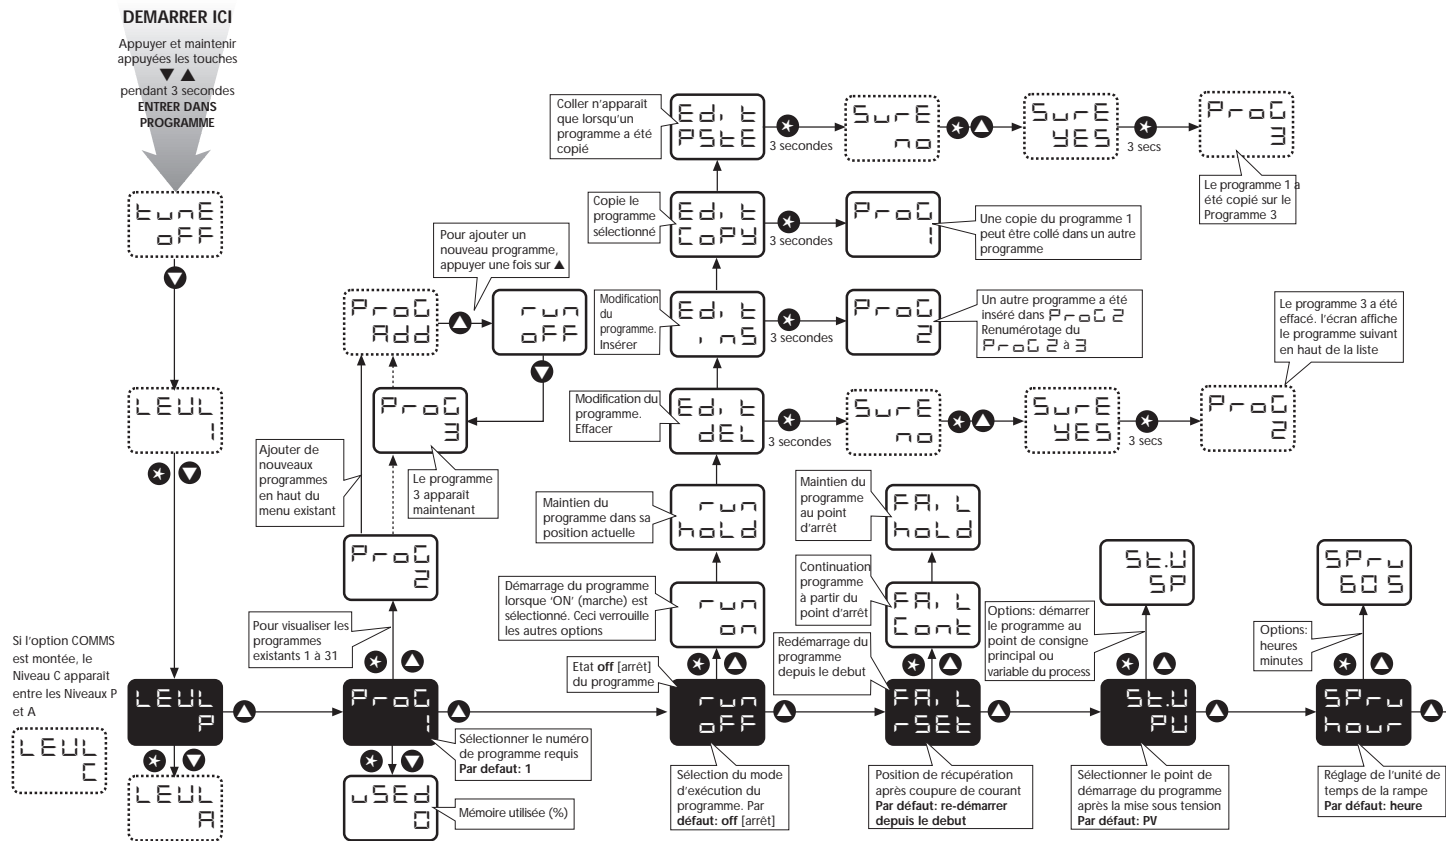 DEMARRER ICI
Appuyer et maintenir
appuyées les touches
▼ ▲
pendant 3 secondes
ENTRER DANS
PROGRAMME
tunE
oFF
LEVL
1
Si l'option COMMS
est montée, le
Niveau C apparait
entre les Niveaux P
et A
LEVL
C
LEVL
P
LEVL
A
Ajouter de
nouveaux
programmes
en haut du
menu existant
ProG
Add
Pour ajouter un
nouveau programme,
appuyer une fois sur ▲
run
oFF
ProG
3
Le programme
3 apparait
maintenant
ProG
2
Pour visualiser les
programmes
existants 1 à 31
ProG
1
Sélectionner le numéro
de programme requis
Par defaut: 1
uSEd
0
Mémoire utilisée (%)
Coller n'apparait
que lorsqu'un
programme a été
copié
Edit
PStE
3 secondes
SurE
no
SurE
YES
3 secs
ProG
3
Le programme 1 a
été copié sur le
Programme 3
Copie le
programme
sélectionné
Edit
CoPY
3 secondes
ProG
1
Une copie du programme 1
peut être collé dans un autre
programme
Modification
du
programme.
Insérer
Edit
inS
3 secondes
ProG
2
Un autre programme a été
inséré dans ProG 2
Renumérotage du
ProG 2 à 3
Modification du
programme.
Effacer
Edit
dEL
3 secondes
SurE
no
SurE
YES
3 secs
ProG
2
Le programme 3 a été
effacé. l'écran affiche
le programme suivant
en haut de la liste
Maintien du
programme dans sa
position actuelle
run
hoLd
Démarrage du programme
lorsque 'ON' (marche) est
sélectionné. Ceci verrouille
les autres options
run
on
Etat off [arrêt]
du programme
run
oFF
Sélection du mode
d'exécution du
programme. Par
défaut: off [arrêt]
Maintien du
programme
au point
d'arrêt
FAiL
hoLd
Continuation
programme
à partir du
point d'arrêt
FAiL
Cont
Redémarrage du
programme
depuis le debut
FAiL
rSEt
Position de récupération
après coupure de courant
Par défaut: re-démarrer
depuis le debut
St.V
SP
Options: démarrer
le programme au
point de consigne
principal ou
variable du process
St.V
PV
Sélectionner le point de
démarrage du programme
après la mise sous tension
Par défaut: PV
SPru
60 S
Options:
heures
minutes
SPru
hour
Réglage de l'unité de
temps de la rampe
Par défaut: heure